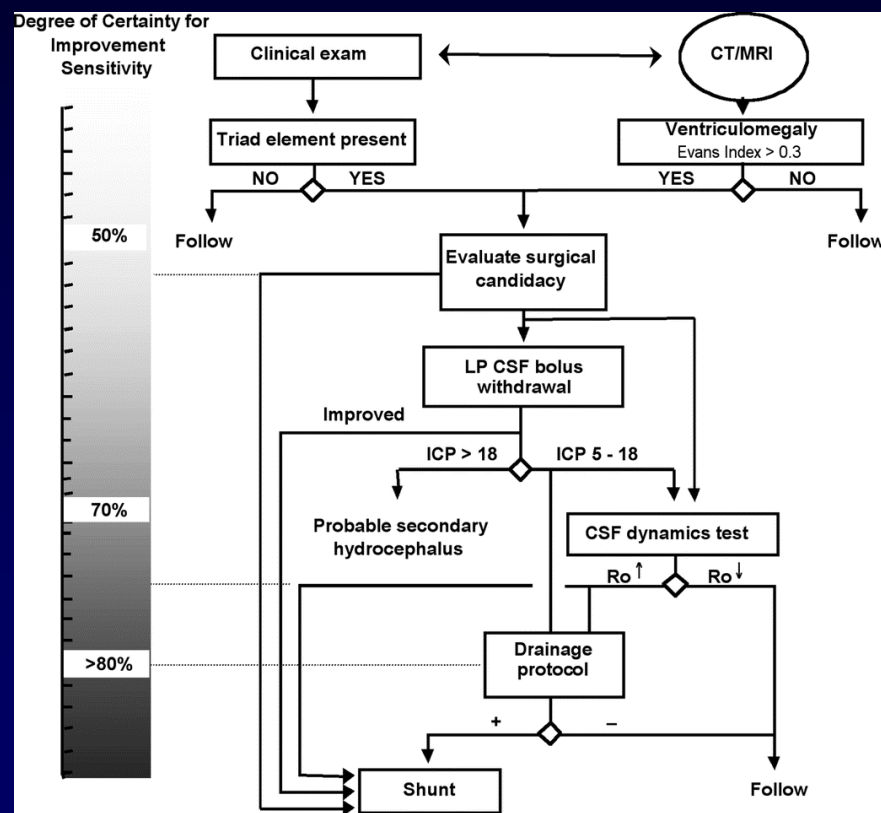 Degree of Certainty for
Improvement
Sensitivity
Clinical exam
CT/MRI
Triad element present
Ventriculomegaly
Evans Index > 0.3
NO
YES
YES
NO
Follow
Follow
50%
Evaluate surgical
candidacy
LP CSF bolus
withdrawal
Improved
ICP > 18
ICP 5 - 18
70%
Probable secondary
hydrocephalus
CSF dynamics test
Ro ↑
Ro ↓
>80%
Drainage
protocol
+
–
Shunt
Follow